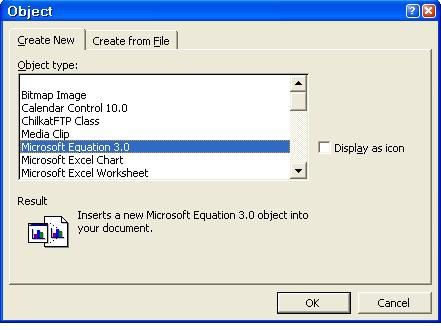 Object
Create New
Create from File
Object type:
Bitmap Image
Calendar Control 10.0
ChilkatFTP Class
Media Clip
Microsoft Equation 3.0
Microsoft Excel Chart
Microsoft Excel Worksheet
Display as icon
Result
Inserts a new Microsoft Equation 3.0 object into
your document.
OK
Cancel